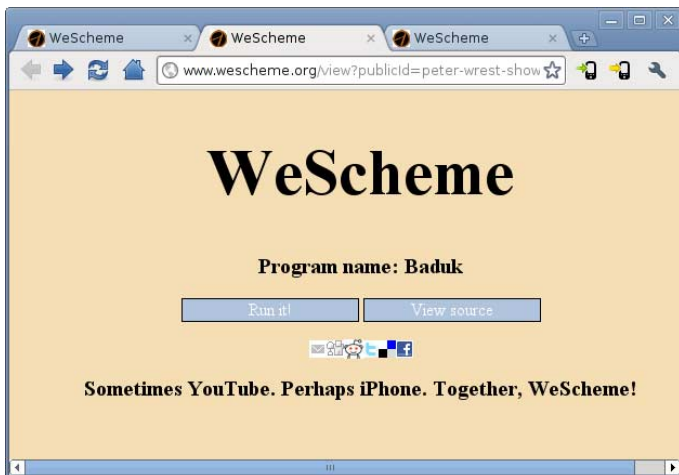 WeScheme WeScheme WeScheme
www.wescheme.org/view?publicId=peter-wrest-show
WeScheme
Program name: Baduk
Run it! View source
Sometimes YouTube. Perhaps iPhone. Together, WeScheme!